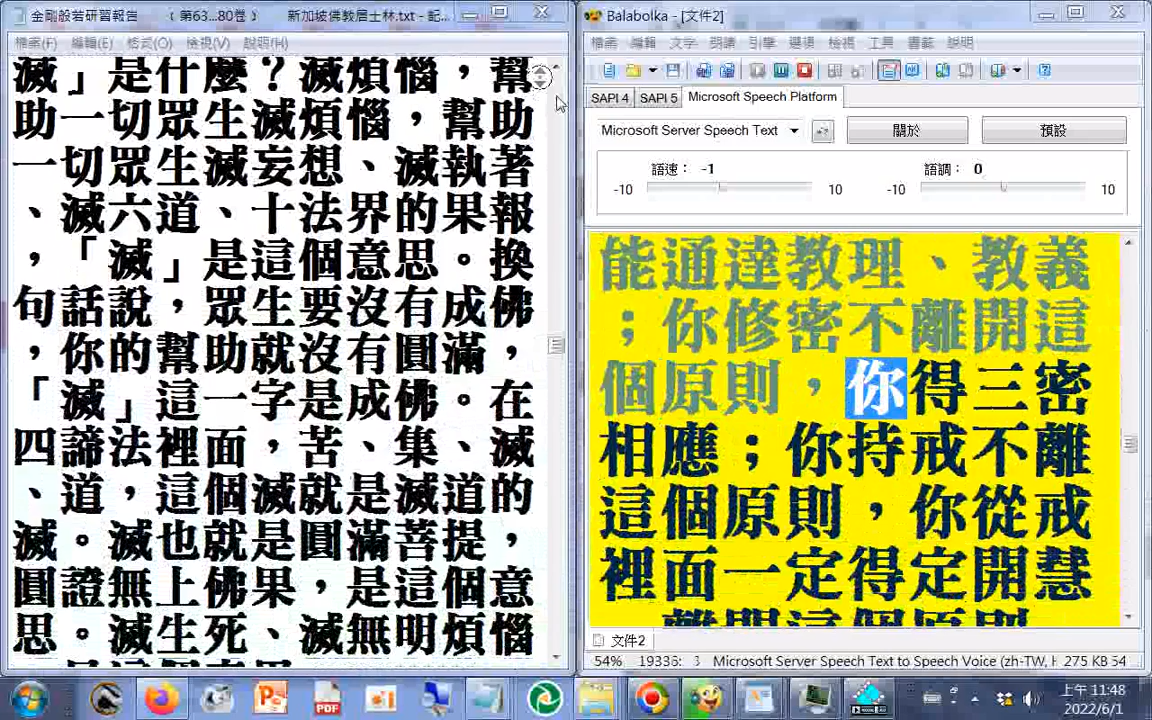 金剛般若研習報告 （第63...80卷） 新加坡佛教居士林.txt - 記...
檔案(F) 編輯(E) 格式(O) 檢視(V) 說明(H)
滅」是什麼？滅煩惱，幫
助一切眾生滅煩惱，幫助
一切眾生滅妄想、滅執著
、滅六道、十法界的果報
，「滅」是這個意思。換
句話說，眾生要沒有成佛
，你的幫助就沒有圓滿，
「滅」這一字是成佛。在
四諦法裡面，苦、集、滅
、道，這個滅就是滅道的
滅。滅也就是圓滿菩提，
圓證無上佛果，是這個意
思。滅生死、滅無明煩惱
Balabolka - [文件2]
檔案 編輯 文字 朗讀 引擎 選項 檢視 工具 書籤 說明
SAPI 4 SAPI 5 Microsoft Speech Platform
Microsoft Server Speech Text 關於 預設
語速： -1 語調： 0
-10 10 -10 10
能通達教理、教義
；你修密不離開這
個原則，你得三密
相應；你持戒不離
這個原則，你從戒
裡面一定得定開慧
離開這個原則
文件2
54% 19335: Microsoft Server Speech Text to Speech Voice (zh-TW, H 275 KB 54
上午 11:48
2022/6/1